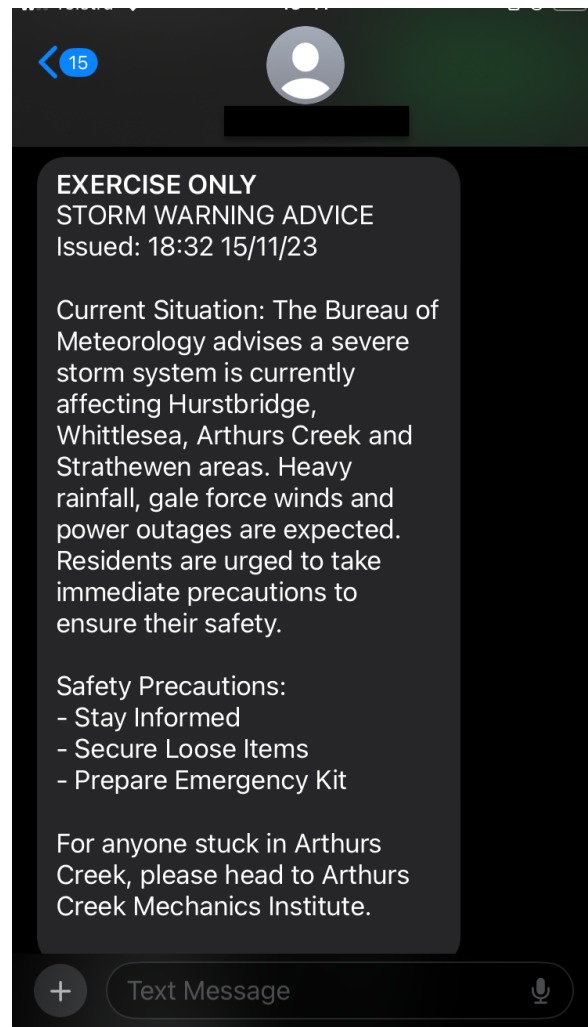 15
EXERCISE ONLY
STORM WARNING ADVICE
Issued: 18:32 15/11/23
Current Situation: The Bureau of
Meteorology advises a severe
storm system is currently
affecting Hurstbridge,
Whittlesea, Arthurs Creek and
Strathewen areas. Heavy
rainfall, gale force winds and
power outages are expected.
Residents are urged to take
immediate precautions to
ensure their safety.
Safety Precautions:
- Stay Informed
- Secure Loose Items
- Prepare Emergency Kit
For anyone stuck in Arthurs
Creek, please head to Arthurs
Creek Mechanics Institute.
Text Message